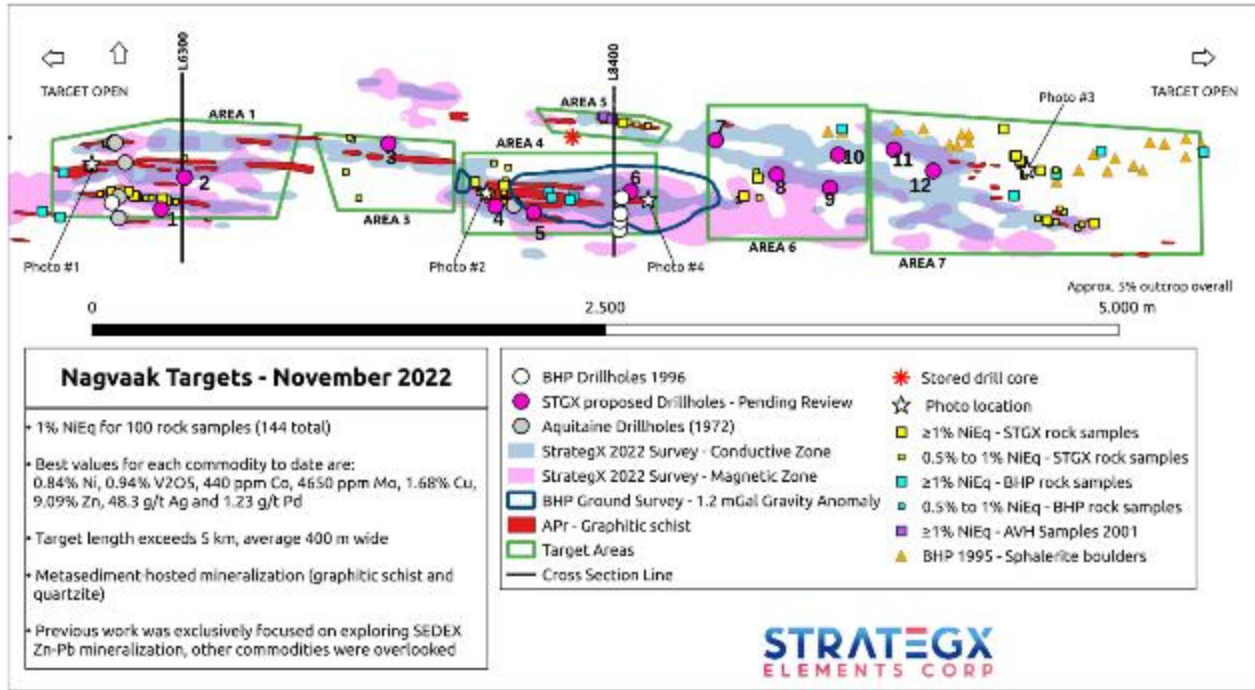 TARGET OPEN
L6300
AREA 1
L8400
AREA 5
AREA 4
Photo #3
TARGET OPEN
7
3
10
11
2
6
8
12
9
1
4
5
AREA 3
AREA 6
AREA 7
Photo #1
Photo #2
Photo #4
Approx. 5% outcrop overall
0
2.500
5.000 m
Nagvaak Targets - November 2022
• 1% NiEq for 100 rock samples (144 total)
• Best values for each commodity to date are:
0.84% Ni, 0.94% V2O5, 440 ppm Co, 4650 ppm Mo, 1.68% Cu,
9.09% Zn, 48.3 g/t Ag and 1.23 g/t Pd
• Target length exceeds 5 km, average 400 m wide
• Metasediment-hosted mineralization (graphitic schist and
quartzite)
• Previous work was exclusively focused on exploring SEDEX
Zn-Pb mineralization, other commodities were overlooked
BHP Drillholes 1996
STGX proposed Drillholes - Pending Review
Aquitaine Drillholes (1972)
StrategX 2022 Survey - Conductive Zone
StrategX 2022 Survey - Magnetic Zone
BHP Ground Survey - 1.2 mGal Gravity Anomaly
APr - Graphitic schist
Target Areas
Cross Section Line
Stored drill core
Photo location
≥1% NiEq - STGX rock samples
0.5% to 1% NiEq - STGX rock samples
≥1% NiEq - BHP rock samples
0.5% to 1% NiEq - BHP rock samples
≥1% NiEq - AVH Samples 2001
BHP 1995 - Sphalerite boulders
STRATEGX
ELEMENTS CORP